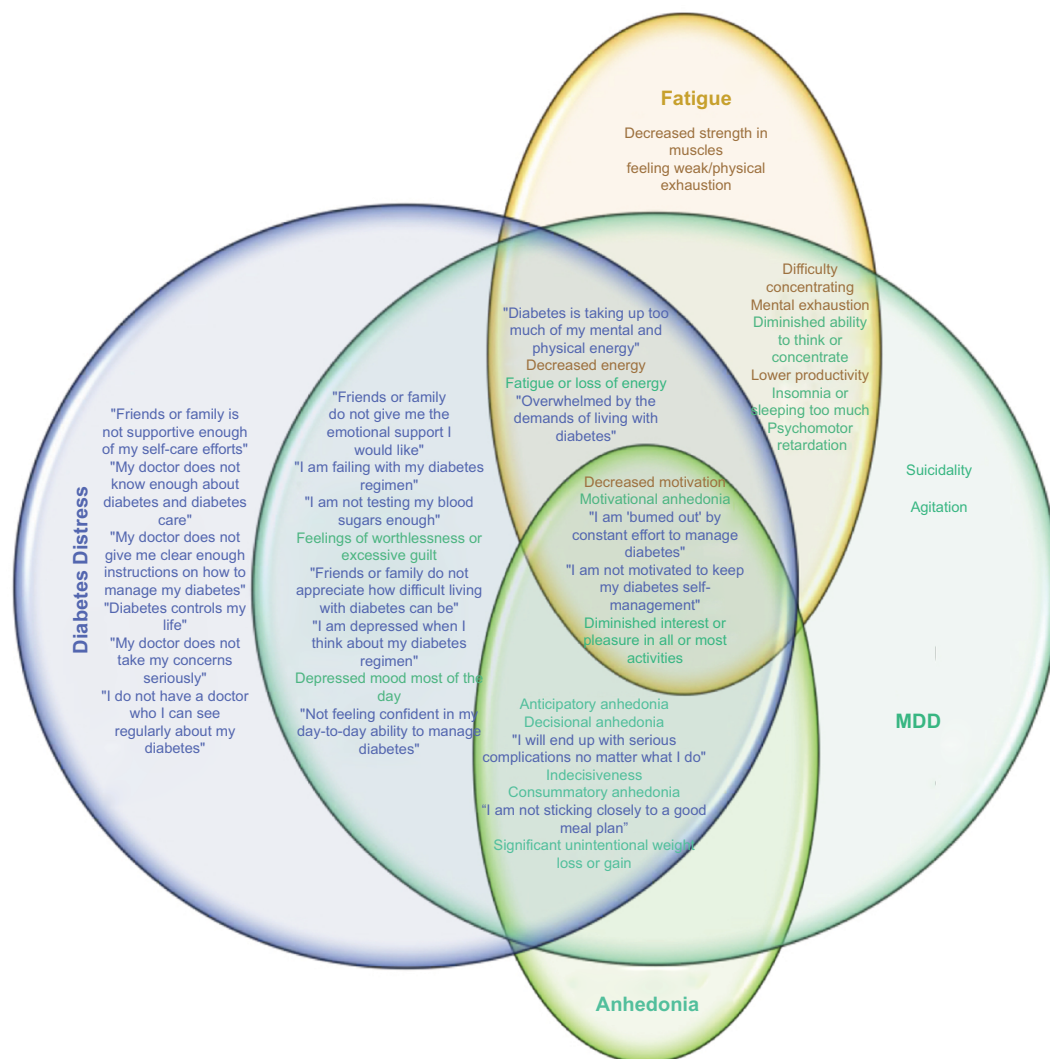 Fatigue
Decreased strength in
muscles
feeling weak/physical
exhaustion
Difficulty
concentrating
Mental exhaustion
Diminished ability
to think or
concentrate
Lower productivity
Insomnia or
sleeping too much
Psychomotor
retardation
"Diabetes is taking up too
much of my mental and
physical energy"
Decreased energy
Fatigue or loss of energy
"Overwhelmed by the
demands of living with
diabetes"
Diabetes Distress
"Friends or family is
not supportive enough
of my self-care efforts"
"My doctor does not
know enough about
diabetes and diabetes
care"
"My doctor does not
give me clear enough
instructions on how to
manage my diabetes"
"Diabetes controls my
life"
"My doctor does not
take my concerns
seriously"
"I do not have a doctor
who I can see
regularly about my
diabetes"
"Friends or family
do not give me the
emotional support I
would like"
"I am failing with my diabetes
regimen"
"I am not testing my blood
sugars enough"
Feelings of worthlessness or
excessive guilt
"Friends or family do not
appreciate how difficult living
with diabetes can be"
"I am depressed when I
think about my diabetes
regimen"
Depressed mood most of the
day
"Not feeling confident in my
day-to-day ability to manage
diabetes"
Decreased motivation
Motivational anhedonia
"I am 'bumed out' by
constant effort to manage
diabetes"
"I am not motivated to keep
my diabetes self-
management"
Diminished interest or
pleasure in all or most
activities
Suicidality
Agitation
MDD
Anticipatory anhedonia
Decisional anhedonia
"I will end up with serious
complications no matter what I do"
Indecisiveness
Consummatory anhedonia
“I am not sticking closely to a good
meal plan”
Significant unintentional weight
loss or gain
Anhedonia